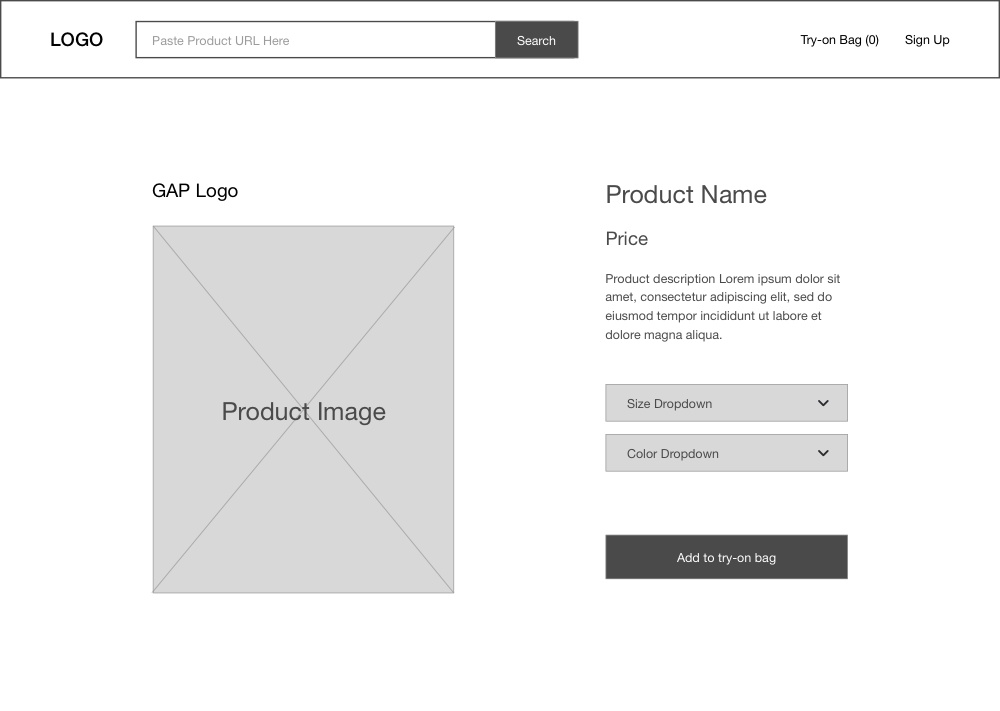 LOGO
Paste Product URL Here
Search
Try-on Bag (0)
Sign Up
GAP Logo
Product Image
Product Name
Price
Product description Lorem ipsum dolor sit
amet, consectetur adipiscing elit, sed do
eiusmod tempor incididunt ut labore et
dolore magna aliqua.
Size Dropdown
Color Dropdown
Add to try-on bag